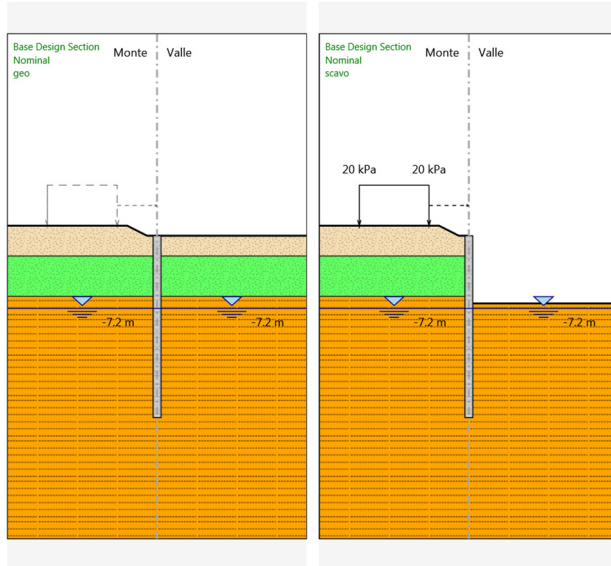 Base Design Section
Nominal
geo
Monte
Valle
-7.2 m
-7.2 m
Base Design Section
Nominal
scavo
Monte
Valle
20 kPa
20 kPa
-7.2 m
-7.2 m